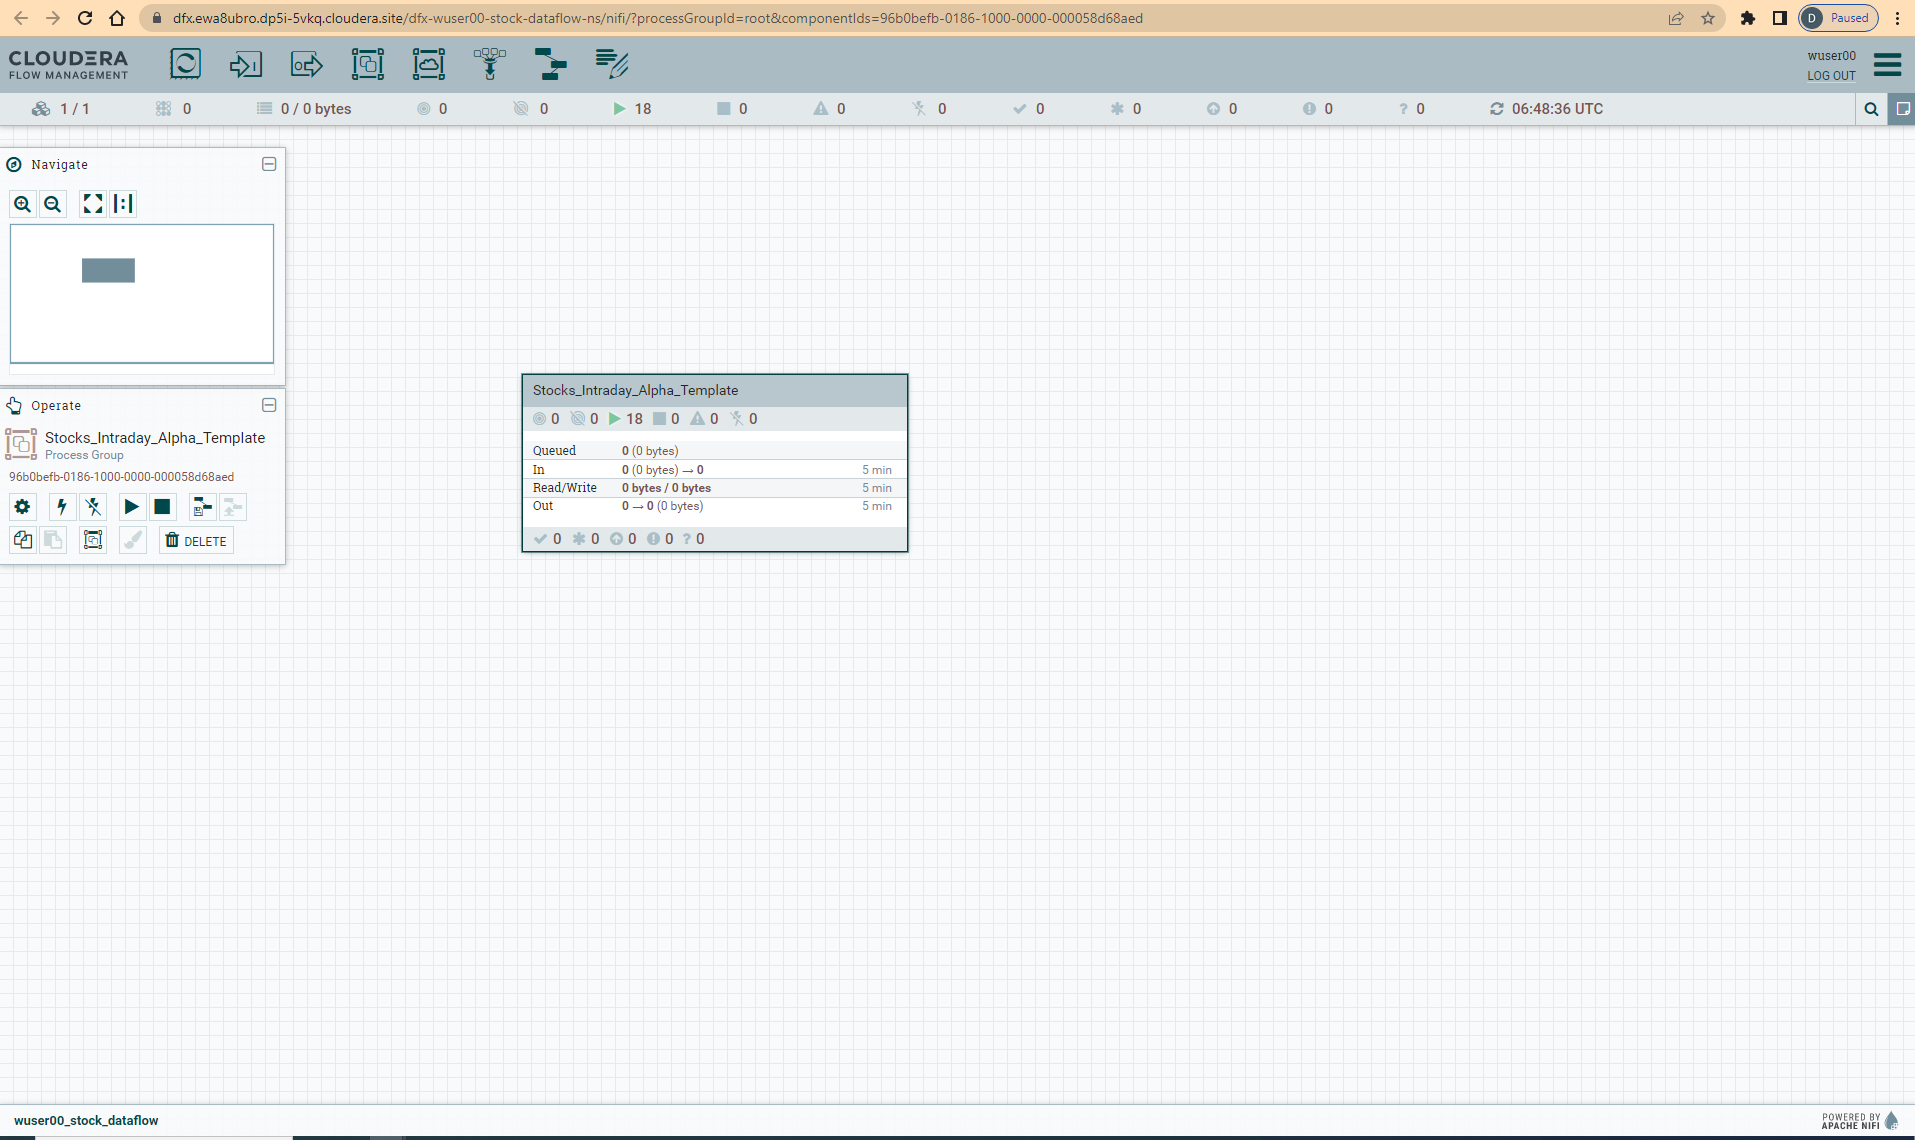 dfx.ewa8ubro.dp5i-5vkq.cloudera.site/dfx-wuser00-stock-dataflow-ns/nifi/?processGroupId=root&componentIds=96b0befb-0186-1000-0000-000058d68aed
D Paused
CLOUDERA
FLOW MANAGEMENT
wuser00
LOG OUT
1 / 1 0 0 / 0 bytes 0 0 18 0 0 0 0 0 0 0 ? 0 06:48:36 UTC
Navigate
Operate
Stocks_Intraday_Alpha_Template
Process Group
96b0befb-0186-1000-0000-000058d68aed
DELETE
Stocks_Intraday_Alpha_Template
0 0 18 0 0 0
Queued 0 (0 bytes)
In 0 (0 bytes) → 0 5 min
Read/Write 0 bytes / 0 bytes 5 min
Out 0 → 0 (0 bytes) 5 min
0 0 0 0 ? 0
wuser00_stock_dataflow
POWERED BY
APACHE NIFI